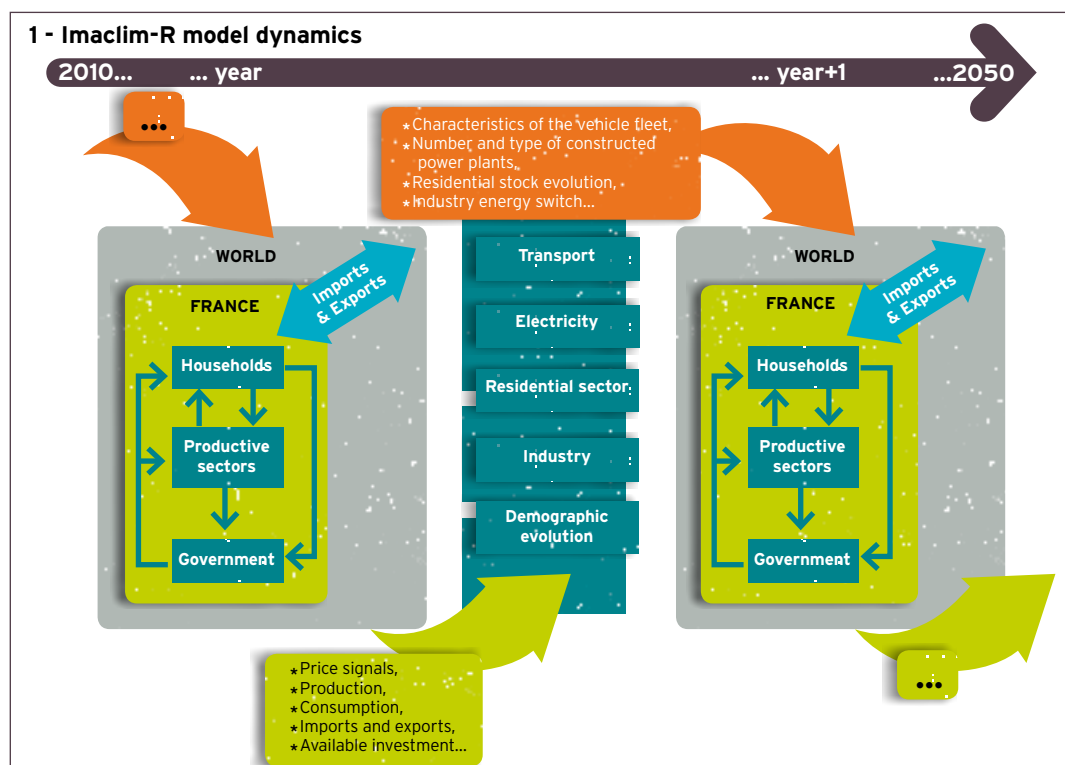 1 - Imaclim-R model dynamics
2010... ... year ... year+1 ...2050
...
*Characteristics of the vehicle fleet,
*Number and type of constructed
power plants,
*Residential stock evolution,
*Industry energy switch...
WORLD
Imports
& Exports
FRANCE
Households
Productive
sectors
Government
Transport
Electricity
Residential sector
Industry
Demographic
evolution
WORLD
Imports
& Exports
FRANCE
Households
Productive
sectors
Government
*Price signals,
*Production,
*Consumption,
*Imports and exports,
*Available investment...
...